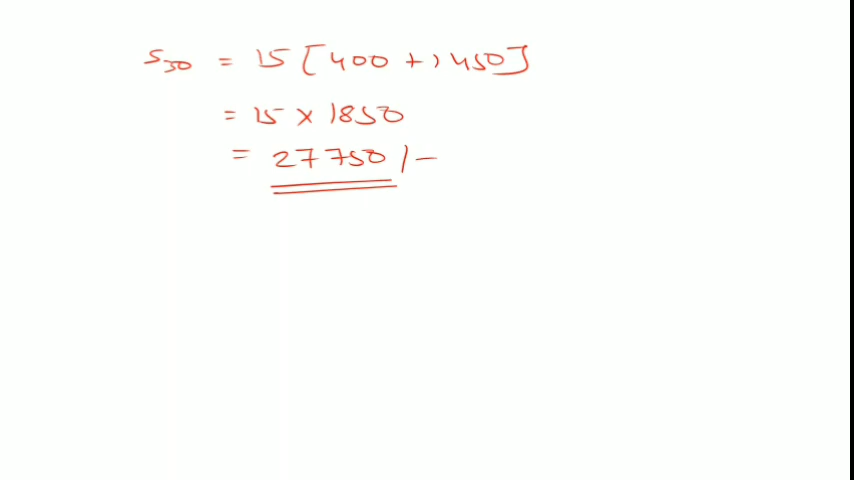 S30 = 15 [400 + 1450]
= 15 × 1850
= 27750/-